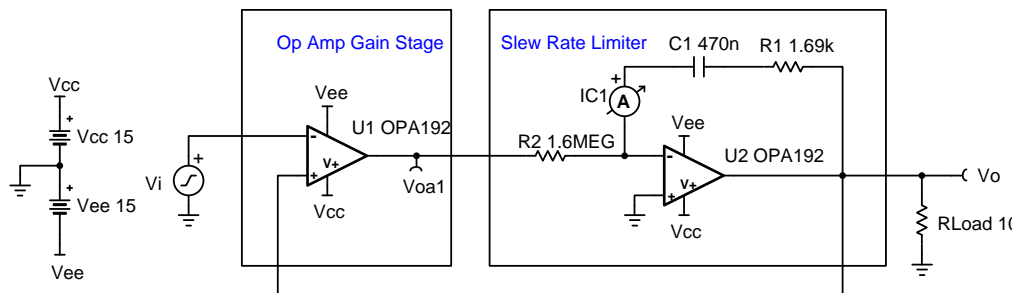 Op Amp Gain Stage
Slew Rate Limiter
C1 470n
R1 1.69k
Vcc
+
Vcc 15
+
Vee 15
Vee
Vi
+
Vee
U1 OPA192
-
+
V+
Vcc
Voa1
R2 1.6MEG
+
IC1
A
Vee
U2 OPA192
-
+
V+
Vcc
Vo
RLoad 10